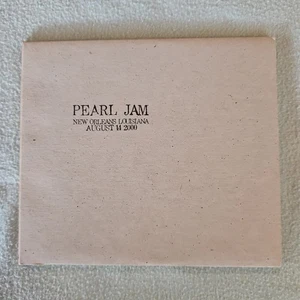 PEARL JAM
NEW ORLEANS LOUISIANA
AUGUST 14 2000